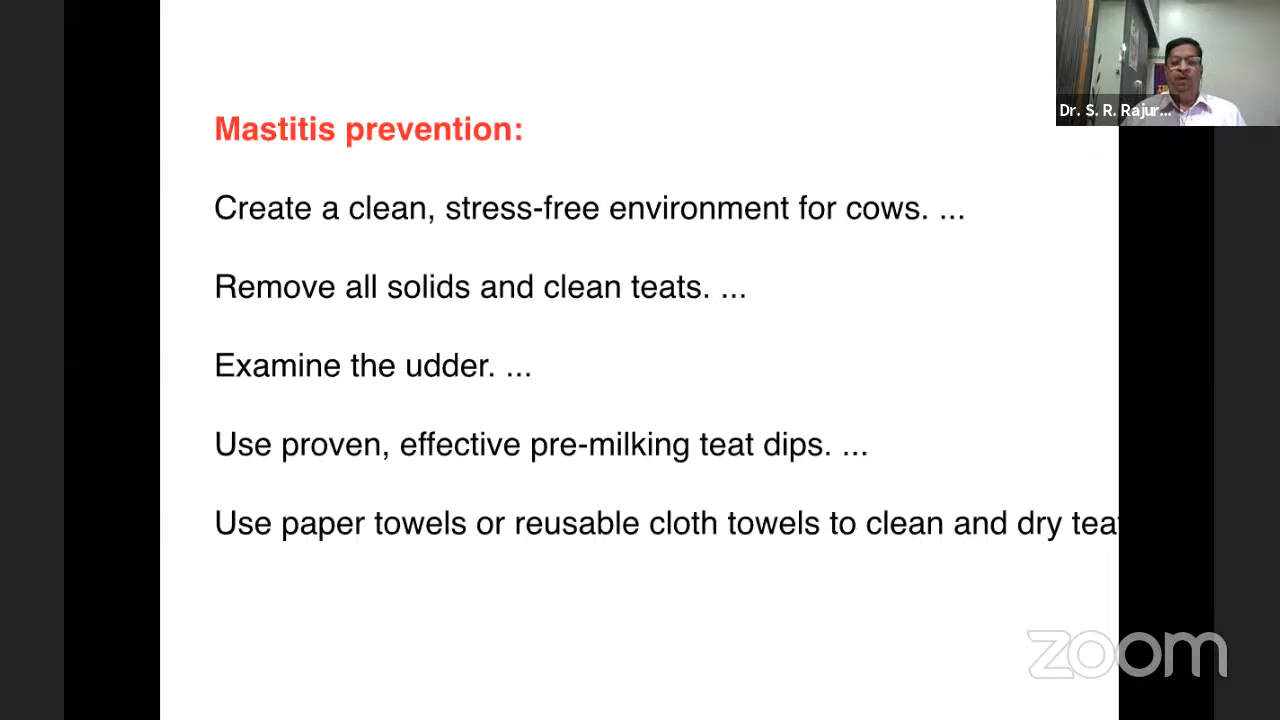 Mastitis prevention:
Create a clean, stress-free environment for cows. ...
Remove all solids and clean teats. ...
Examine the udder. ...
Use proven, effective pre-milking teat dips. ...
Use paper towels or reusable cloth towels to clean and dry tea
Dr. S. R. Rajur...
zoom